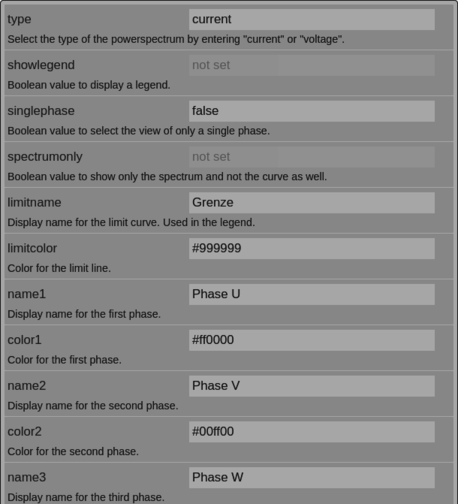 type current
Select the type of the powerspectrum by entering "current" or "voltage".
showlegend not set
Boolean value to display a legend.
singlephase false
Boolean value to select the view of only a single phase.
spectrumonly not set
Boolean value to show only the spectrum and not the curve as well.
limitname Grenze
Display name for the limit curve. Used in the legend.
limitcolor #999999
Color for the limit line.
name1 Phase U
Display name for the first phase.
color1 #ff0000
Color for the first phase.
name2 Phase V
Display name for the second phase.
color2 #00ff00
Color for the second phase.
name3 Phase W
Display name for the third phase.